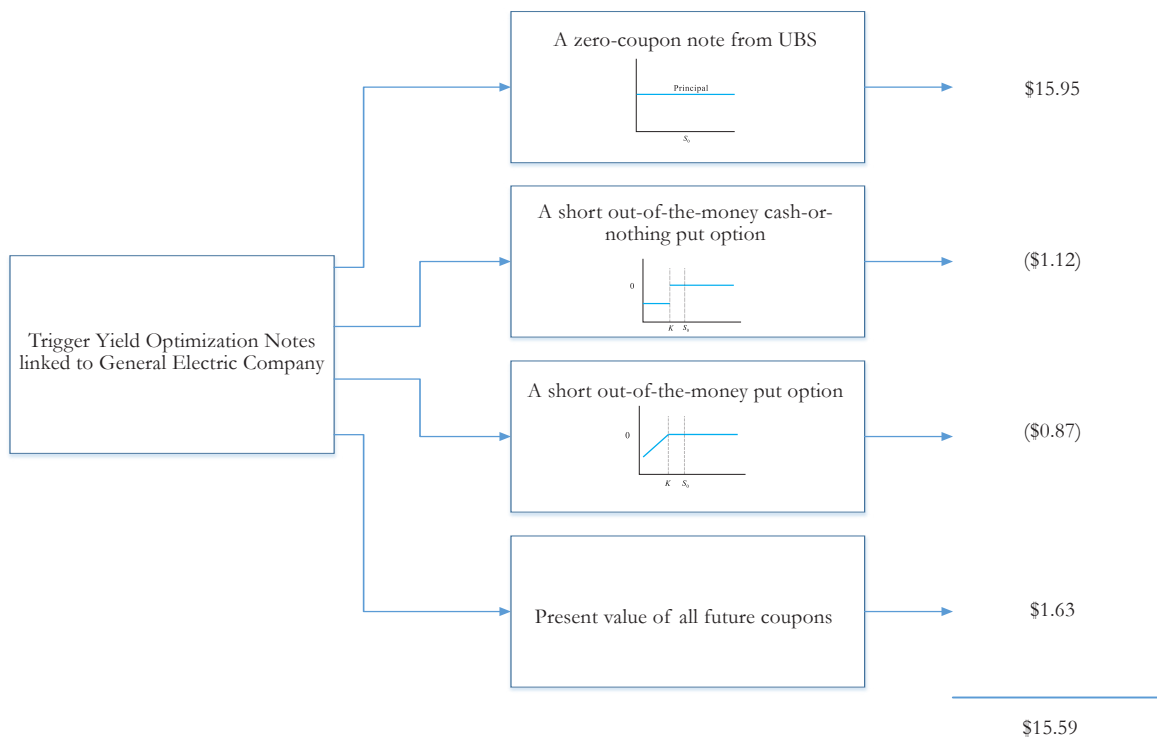 Trigger Yield Optimization Notes
linked to General Electric Company
A zero-coupon note from UBS
Principal
S₀
$15.95
A short out-of-the-money cash-or-
nothing put option
0
K S₀
($1.12)
A short out-of-the-money put option
0
K S₀
($0.87)
Present value of all future coupons
$1.63
$15.59